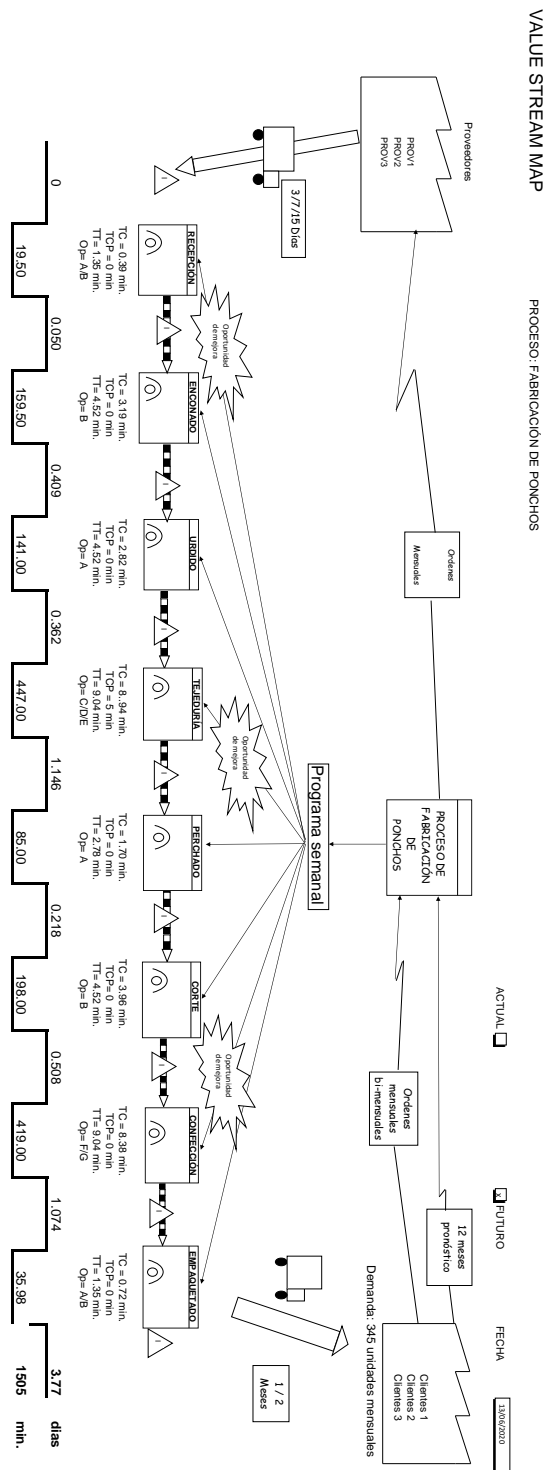 VALUE STREAM MAP
PROCESO: FABRICACIÓN DE PONCHOS
ACTUAL
x FUTURO
FECHA
13/06/2020
Proveedores
PROV1
PROV2
PROV3
Ordenes
Mensuales
PROCESO DE
FABRICACIÓN
DE
PONCHOS
Ordenes
mensuales
bi-mensuales
12 meses
pronóstico
Clientes 1
Clientes 2
Clientes 3
Demanda: 345 unidades mensuales
3/7/15 Días
Programa semanal
1 / 2
Meses
Oportunidad
de mejora
Oportunidad
de mejora
Oportunidad
de mejora
I
RECEPCIÓN
TC = 0.39 min.
TCP = 0 min
TT= 1.35 min.
Op= A/B
I
ENCONADO
TC = 3.19 min.
TCP = 0 min
TT= 4.52 min.
Op= B
I
URDIDO
TC = 2.82 min.
TCP = 0 min
TT= 4.52 min.
Op= A
I
TEJEDURÍA
TC = 8..94 min.
TCP = 5 min
TT= 9.04 min.
Op= C/D/E
I
PERCHADO
TC = 1.70 min.
TCP = 0 min
TT= 2.78 min.
Op= A
I
CORTE
TC = 3.96 min.
TCP= 0 min
TT= 4.52 min.
Op= B
I
CONFECCIÓN
TC = 8.38 min.
TCP= 0 min
TT= 9.04 min.
Op= F/G
I
EMPAQUETADO
TC = 0.72 min.
TCP= 0 min
TT= 1.35 min.
Op= A/B
I
0 0.050 0.409 0.362 1.146 0.218 0.508 1.074 3.77 dias
19.50 159.50 141.00 447.00 85.00 198.00 419.00 35.98 1505 min.